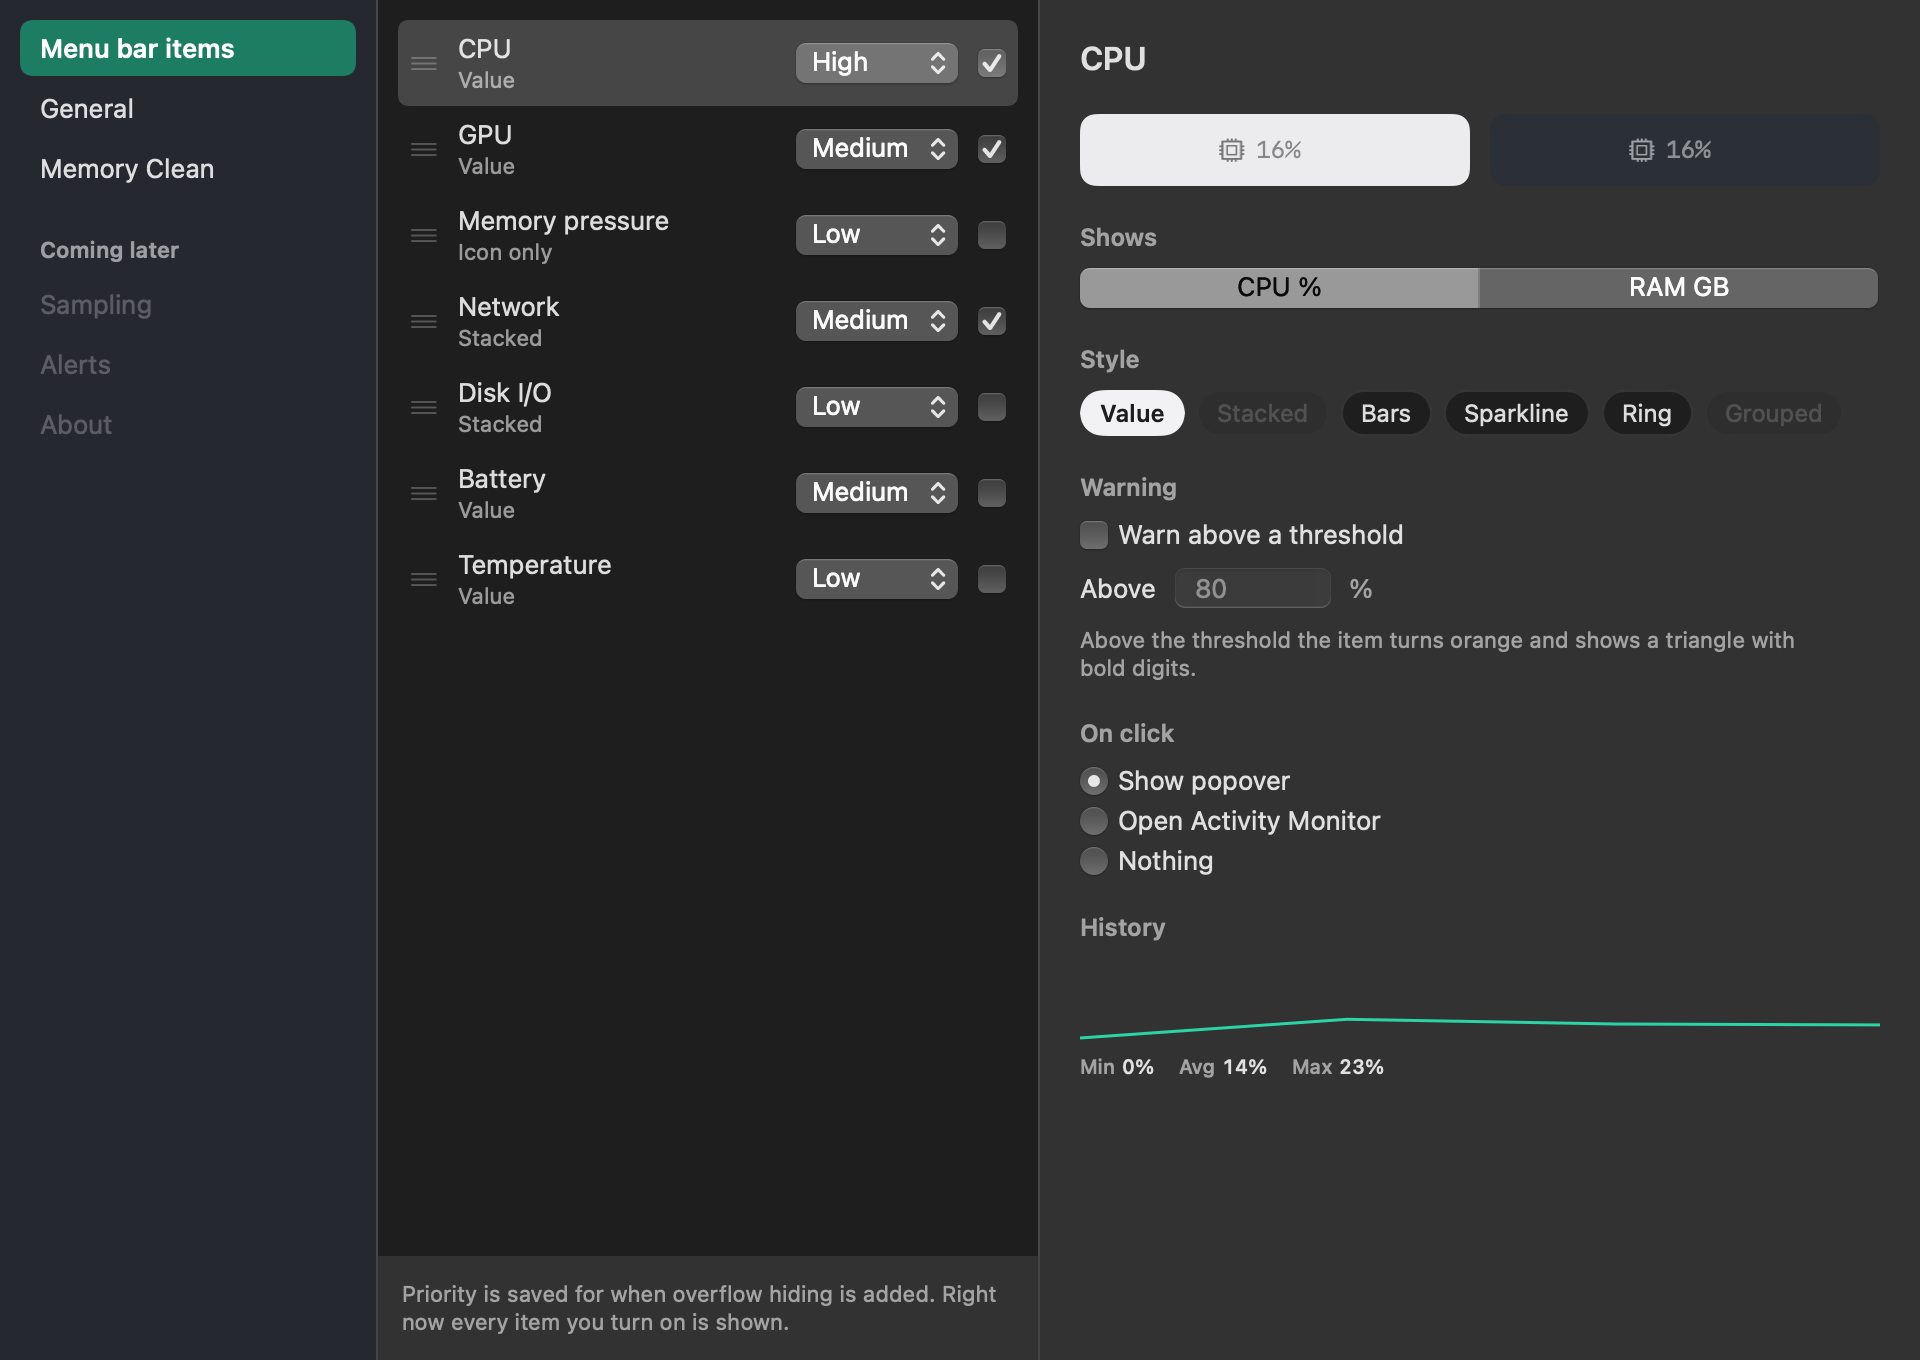 Menu bar items
General
Memory Clean
Coming later
Sampling
Alerts
About
CPU
Value
High
GPU
Value
Medium
Memory pressure
Icon only
Low
Network
Stacked
Medium
Disk I/O
Stacked
Low
Battery
Value
Medium
Temperature
Value
Low
Priority is saved for when overflow hiding is added. Right
now every item you turn on is shown.
CPU
16%
16%
Shows
CPU %
RAM GB
Style
Value
Stacked
Bars
Sparkline
Ring
Grouped
Warning
Warn above a threshold
Above 80 %
Above the threshold the item turns orange and shows a triangle with
bold digits.
On click
Show popover
Open Activity Monitor
Nothing
History
Min 0% Avg 14% Max 23%